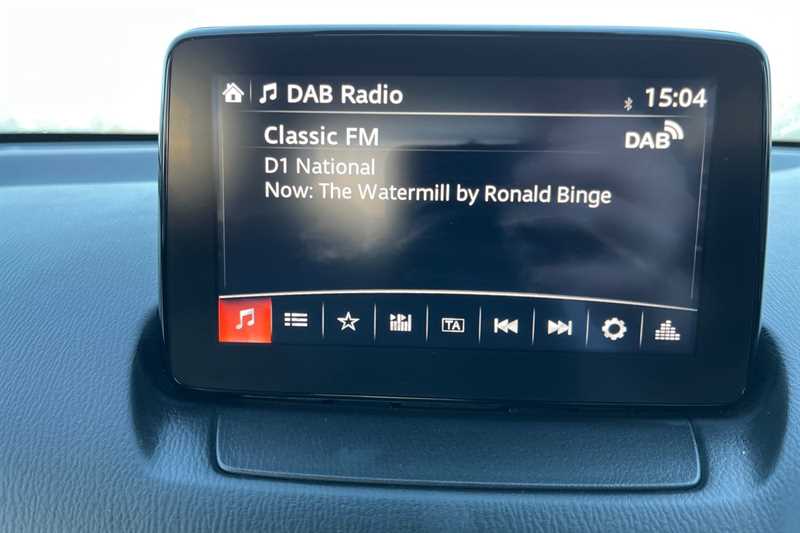 DAB Radio
15:04
Classic FM
DAB
D1 National
Now: The Watermill by Ronald Binge
TA